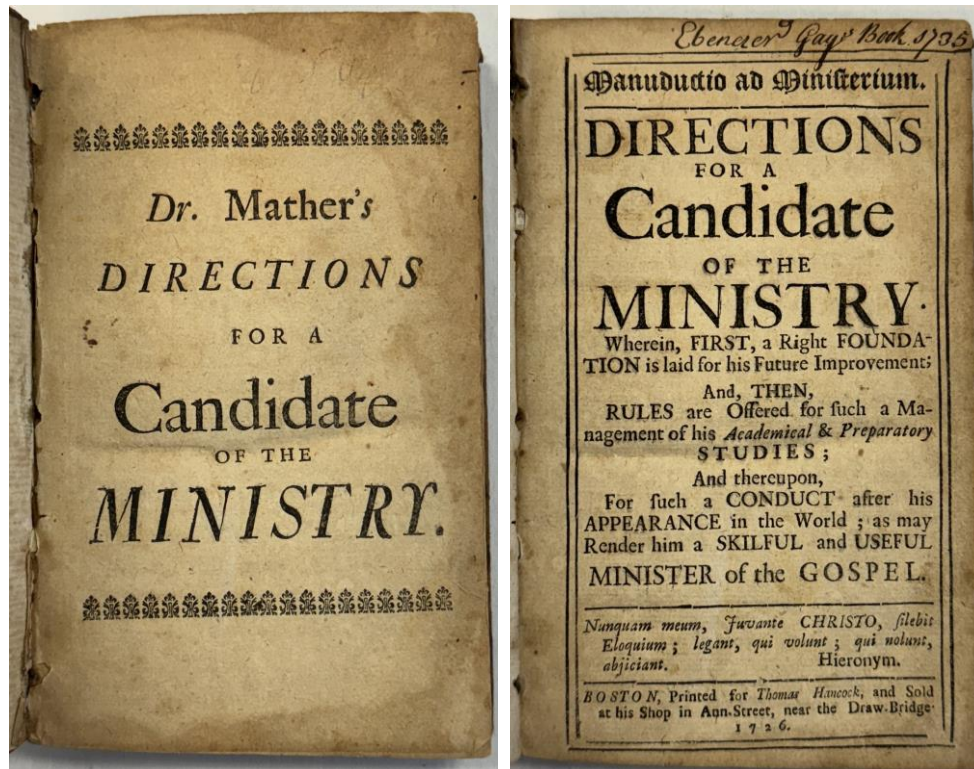 Dr. Mather's
DIRECTIONS
FOR A
Candidate
OF THE
MINISTRY.
Ebenezer Gay's Book 1735
Manuductio ad Ministerium.
DIRECTIONS
FOR A
Candidate
OF THE
MINISTRY.
Wherein, FIRST, a Right FOUNDA-
TION is laid for his Future Improvement;
And, THEN,
RULES are Offered for ſuch a Ma-
nagement of his Academical & Preparatory
STUDIES;
And thereupon,
For ſuch a CONDUCT after his
APPEARANCE in the World; as may
Render him a SKILFUL and USEFUL
MINISTER of the GOSPEL.
Nunquam meum, Juvante CHRISTO, ſilebit
Eloquium; legant, qui volunt; qui nolunt,
abjiciant. Hieronym.
BOSTON, Printed for Thomas Hancock, and Sold
at his Shop in Ann-Street, near the Draw-Bridge.
1726.